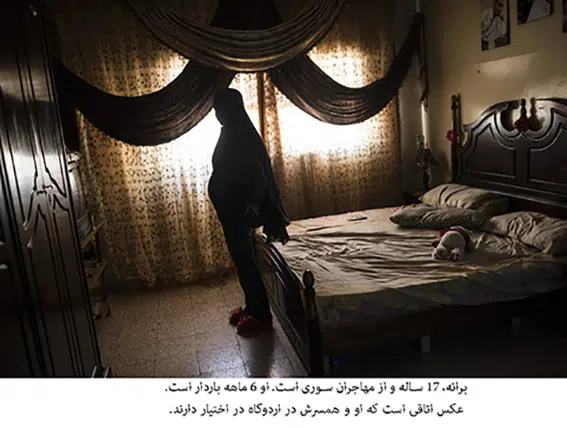 برائه، 17 ساله و از مهاجران سوری است. او 6 ماهه باردار است.
عکس اتاقی است که او و همسرش در اردوگاه در اختیار دارند.